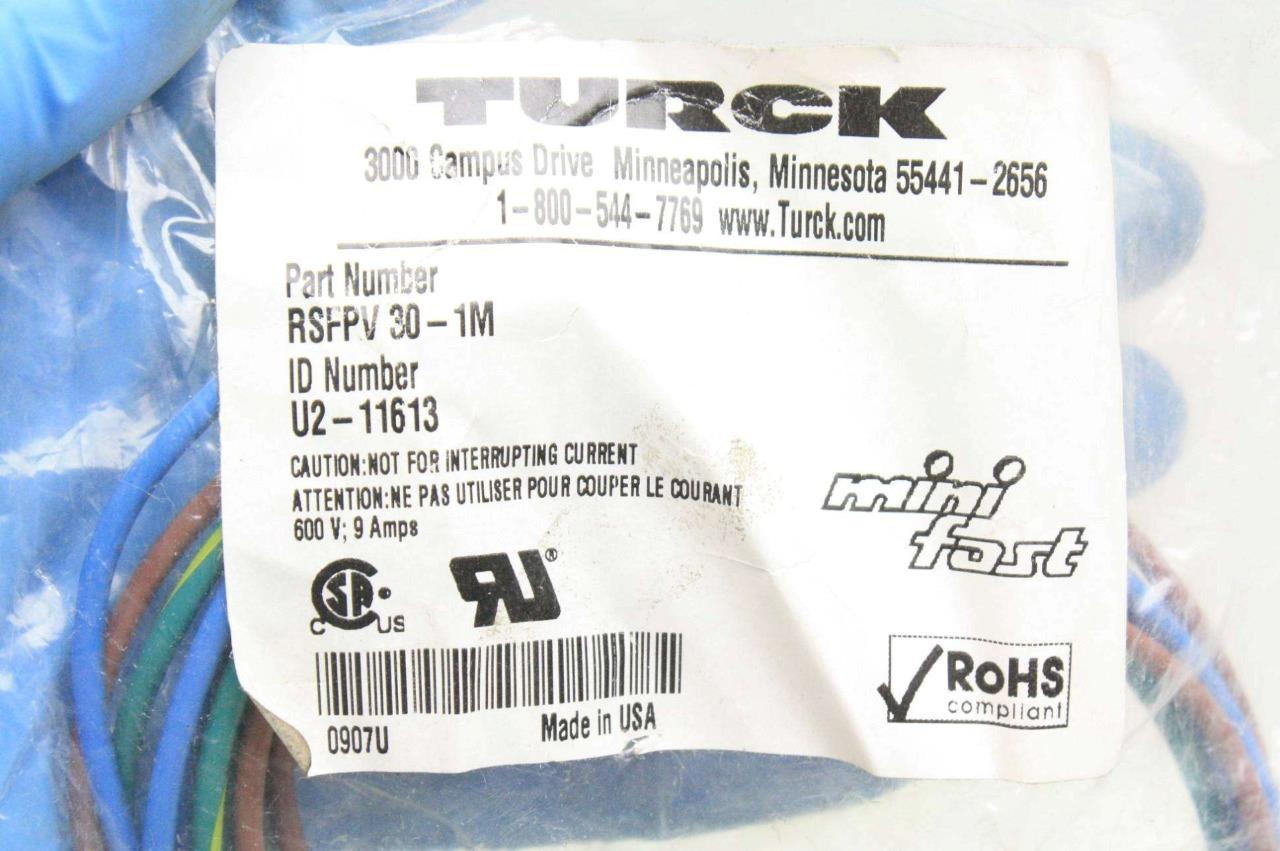 TURCK
3000 Campus Drive Minneapolis, Minnesota 55441-2656
1-800-544-7769 www.Turck.com
Part Number
RSFPV 30-1M
ID Number
U2-11613
CAUTION:NOT FOR INTERRUPTING CURRENT
ATTENTION:NE PAS UTILISER POUR COUPER LE COURANT
600 V; 9 Amps
mini
fast
C SA US
RU®
RoHS
compliant
0907U
Made in USA